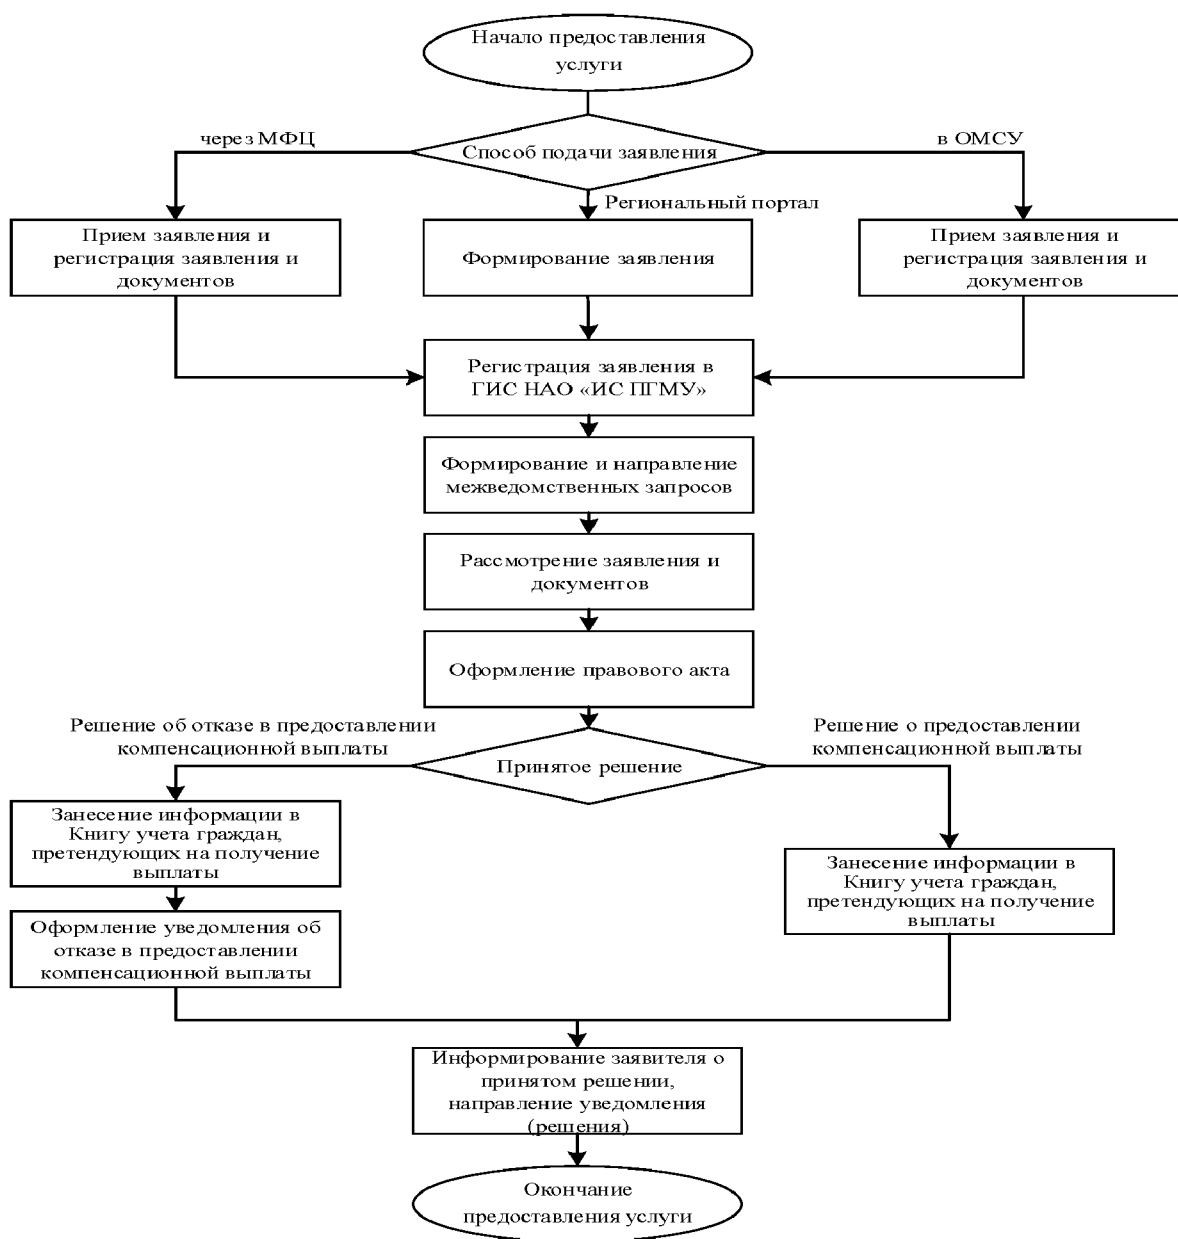 Начало предоставления
услуги
через МФЦ
Способ подачи заявления
в ОМСУ
Региональный портал
Прием заявления и
регистрация заявления и
документов
Формирование заявления
Прием заявления и
регистрация заявления и
документов
Регистрация заявления в
ГИС НАО «ИС ПГМУ»
Формирование и направление
межведомственных запросов
Рассмотрение заявления и
документов
Оформление правового акта
Решение об отказе в предоставлении
компенсационной выплаты
Решение о предоставлении
компенсационной выплаты
Принятое решение
Занесение информации в
Книгу учета граждан,
претендующих на получение
выплаты
Занесение информации в
Книгу учета граждан,
претендующих на получение
выплаты
Оформление уведомления об
отказе в предоставлении
компенсационной выплаты
Информирование заявителя о
принятом решении,
направление уведомления
(решения)
Окончание
предоставления услуги